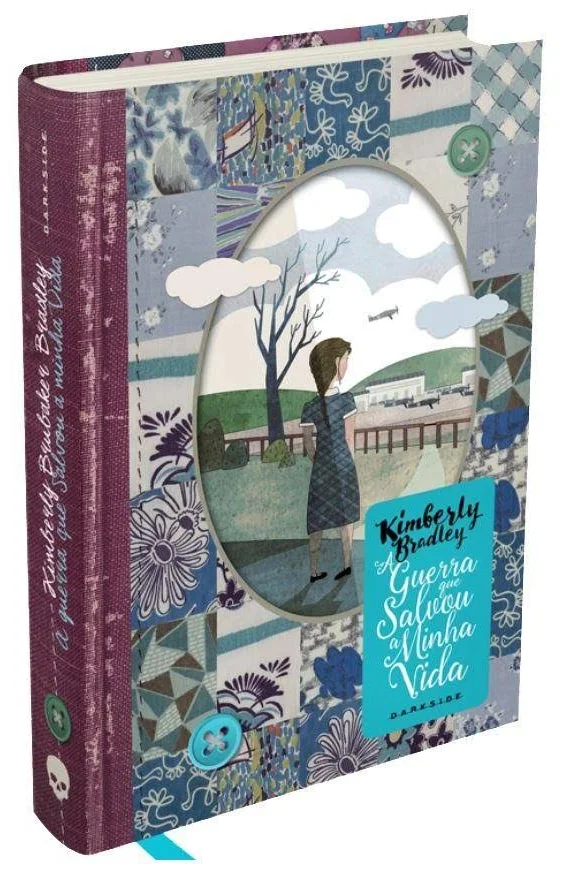 DARKSIDE
Kimberly Brubaker Bradley
a guerra que Salvou a minha Vida
Kimberly
Bradley
A
Guerra
que
Salvou
a Minha
Vida
DARKSIDE